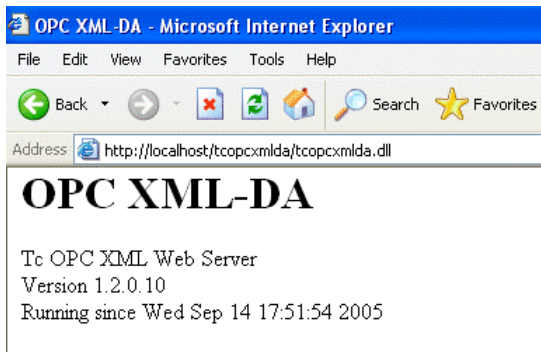 OPC XML-DA - Microsoft Internet Explorer
File Edit View Favorites Tools Help
Back Search Favorites
Address http://localhost/tcopcxmlda/tcopcxmlda.dll
OPC XML-DA
Tc OPC XML Web Server
Version 1.2.0.10
Running since Wed Sep 14 17:51:54 2005